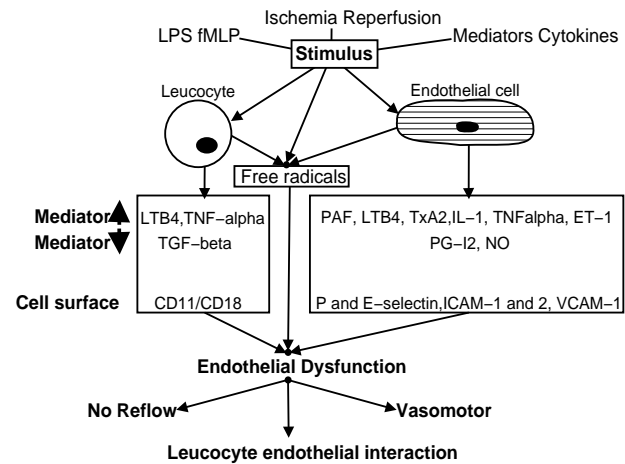 Ischemia Reperfusion
LPS fMLP
Mediators Cytokines
Stimulus
Leucocyte
Endothelial cell
Free radicals
Mediator
LTB4,TNF-alpha
PAF, LTB4, TxA2,IL-1, TNFalpha, ET-1
Mediator
TGF-beta
PG-I2, NO
Cell surface
CD11/CD18
P and E-selectin,ICAM-1 and 2, VCAM-1
Endothelial Dysfunction
No Reflow
Vasomotor
Leucocyte endothelial interaction